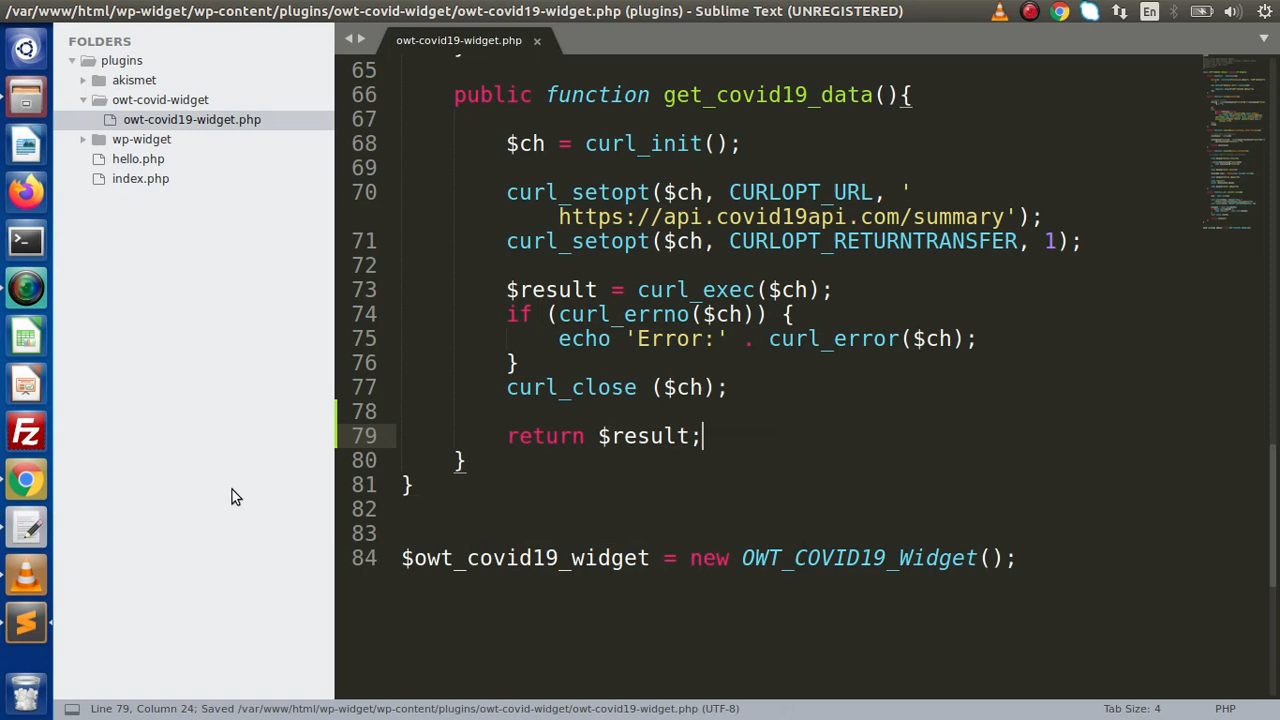 /var/www/html/wp-widget/wp-content/plugins/owt-covid-widget/owt-covid19-widget.php (plugins) - Sublime Text (UNREGISTERED)
En
FOLDERS
plugins
akismet
owt-covid-widget
owt-covid19-widget.php
wp-widget
hello.php
index.php
owt-covid19-widget.php ×
65
66 public function get_covid19_data(){
67
68 $ch = curl_init();
69
70 curl_setopt($ch, CURLOPT_URL, '
https://api.covid19api.com/summary');
71 curl_setopt($ch, CURLOPT_RETURNTRANSFER, 1);
72
73 $result = curl_exec($ch);
74 if (curl_errno($ch)) {
75 echo 'Error:' . curl_error($ch);
76 }
77 curl_close ($ch);
78
79 return $result;
80 }
81 }
82
83
84 $owt_covid19_widget = new OWT_COVID19_Widget();
Line 79, Column 24; Saved /var/www/html/wp-widget/wp-content/plugins/owt-covid-widget/owt-covid19-widget.php (UTF-8)
Tab Size: 4
PHP